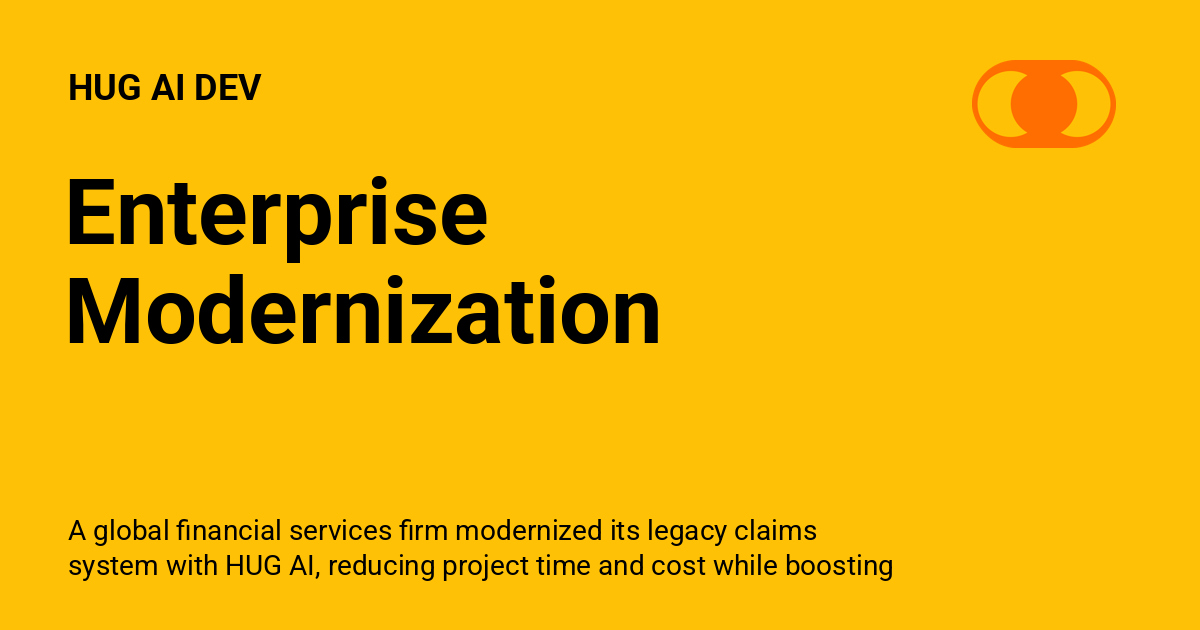 HUG AI DEV
Enterprise
Modernization
A global financial services firm modernized its legacy claims
system with HUG AI, reducing project time and cost while boosting